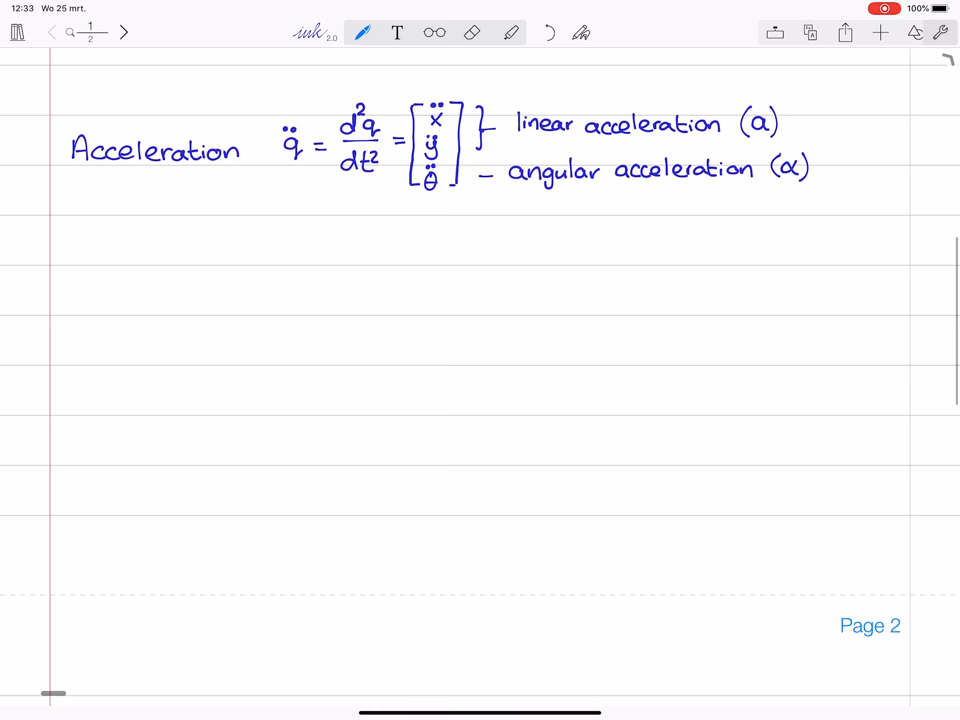 12:33 Wo 25 mrt. 100%
1
2
ink 2.0
T
Acceleration q̈ = d²q/dt² = [ẍ ÿ θ̈] } – linear acceleration (a)
– angular acceleration (α)
Page 2